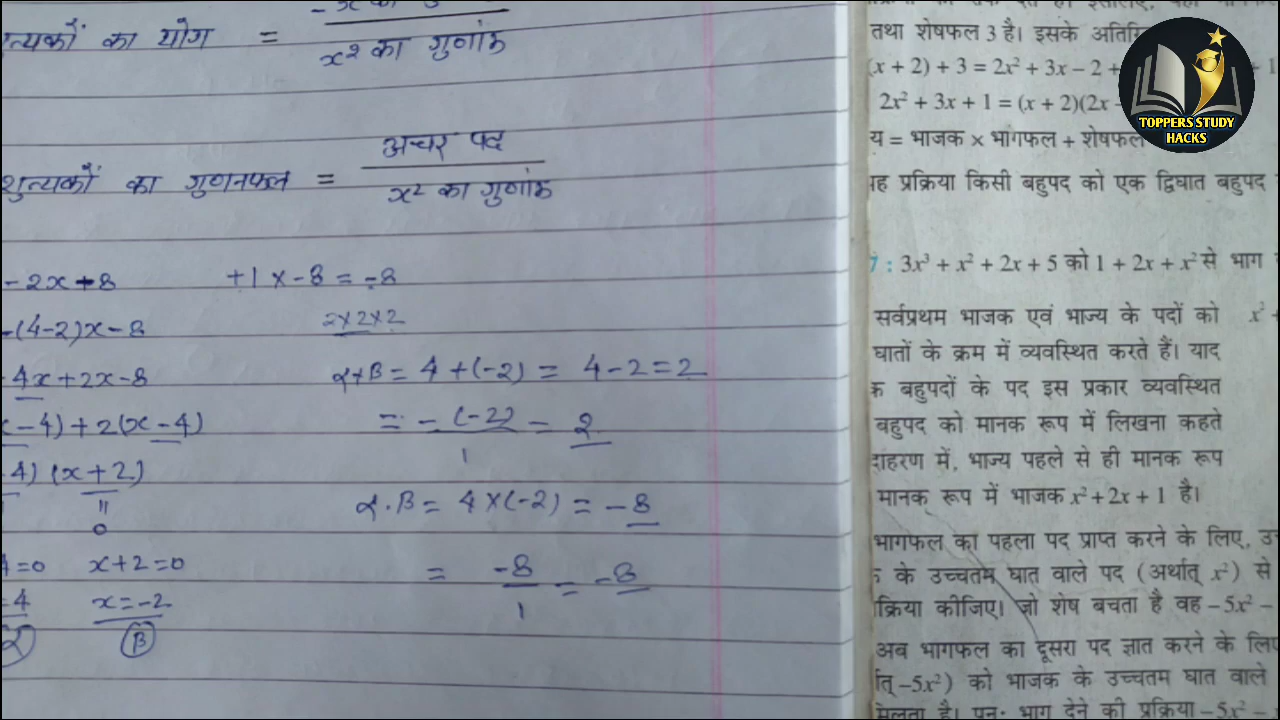 शुन्यकों का योग = -x का गुणांक
x² का गुणांक
शुन्यकों का गुणनफल = अचर पद
x² का गुणांक
- 2x - 8
-(4-2)x - 8
4x + 2x - 8
-4) + 2(x - 4)
4) (x + 2)
॥
0
=0 x+2=0
4 x = -2
β
+1 x -8 = -8
2x2x2
α+β = 4 + (-2) = 4 - 2 = 2
= - (-2) = 2
1
α.β = 4 x (-2) = -8
= -8 = -8
1
तथा शेषफल 3 है। इसके
(x + 2) + 3 = 2x² + 3x – 2 +
2x² + 3x + 1 = (x + 2)(2x
= भाजक × भागफल + शेषफल
यह प्रक्रिया किसी बहुपद को एक द्विघात बहुपद
: 3x³ + x² + 2x + 5 को 1 + 2x + x² से भाग
सर्वप्रथम भाजक एवं भाज्य के पदों को
घातों के क्रम में व्यवस्थित करते हैं। याद
बहुपदों के पद इस प्रकार व्यवस्थित
बहुपद को मानक रूप में लिखना कहते
में, भाज्य पहले से ही मानक रूप
मानक रूप में भाजक x² + 2x + 1 है।
भागफल का पहला पद प्राप्त करने के लिए,
के उच्चतम घात वाले पद (अर्थात् x²) से
कीजिए। जो शेष बचता है वह – 5x² –
अब भागफल का दूसरा पद ज्ञात करने के लिए
–5x²) को भाजक के उच्चतम घात वाले
है। पुनः भाग देने की प्रक्रिया –5x² –
TOPPERS STUDY
HACKS